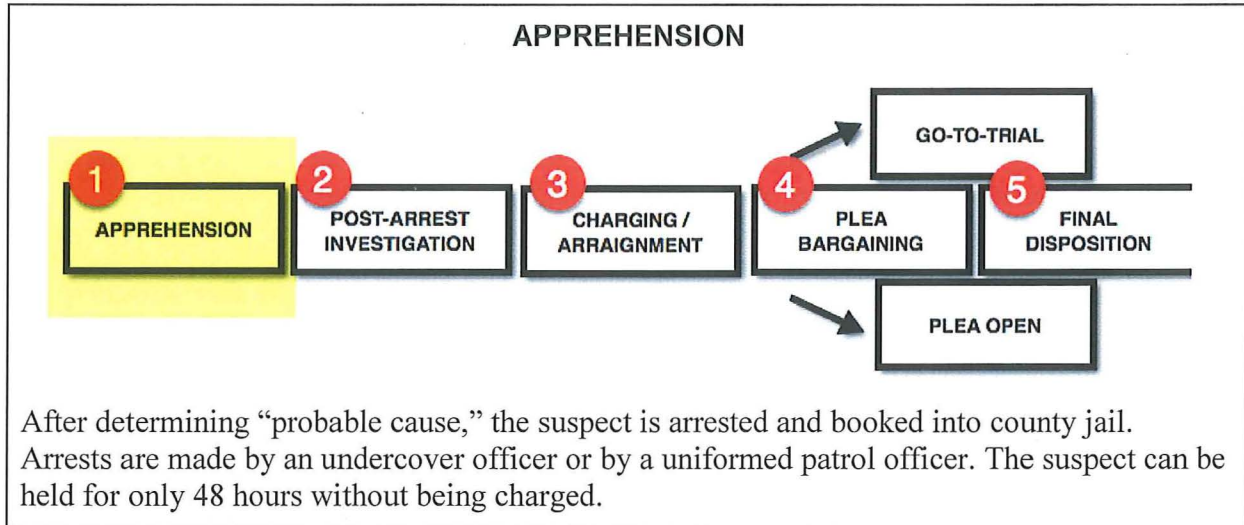 APPREHENSION
GO-TO-TRIAL
1
APPREHENSION
2
POST-ARREST
INVESTIGATION
3
CHARGING /
ARRAIGNMENT
4
PLEA
BARGAINING
5
FINAL
DISPOSITION
PLEA OPEN
After determining “probable cause,” the suspect is arrested and booked into county jail.
Arrests are made by an undercover officer or by a uniformed patrol officer. The suspect can be
held for only 48 hours without being charged.